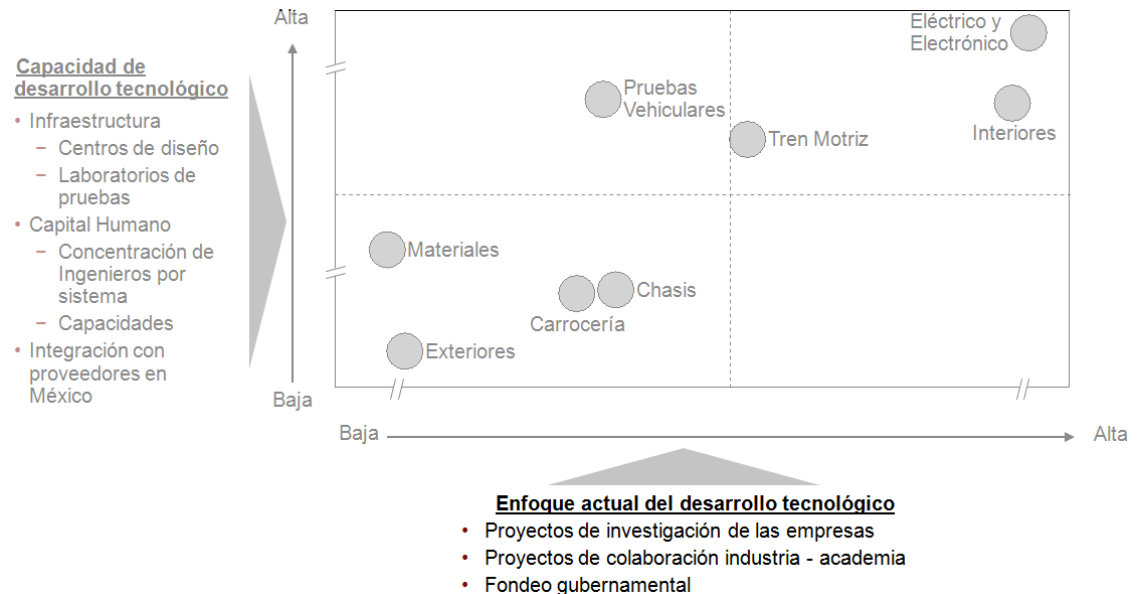 Alta
Capacidad de
desarrollo tecnológico
• Infraestructura
– Centros de diseño
– Laboratorios de
pruebas
• Capital Humano
– Concentración de
Ingenieros por
sistema
– Capacidades
• Integración con
proveedores en
México
Baja
Eléctrico y
Electrónico
Pruebas
Vehiculares
Interiores
Tren Motriz
Materiales
Chasis
Carrocería
Exteriores
Baja
Alta
Enfoque actual del desarrollo tecnológico
• Proyectos de investigación de las empresas
• Proyectos de colaboración industria - academia
• Fondeo gubernamental